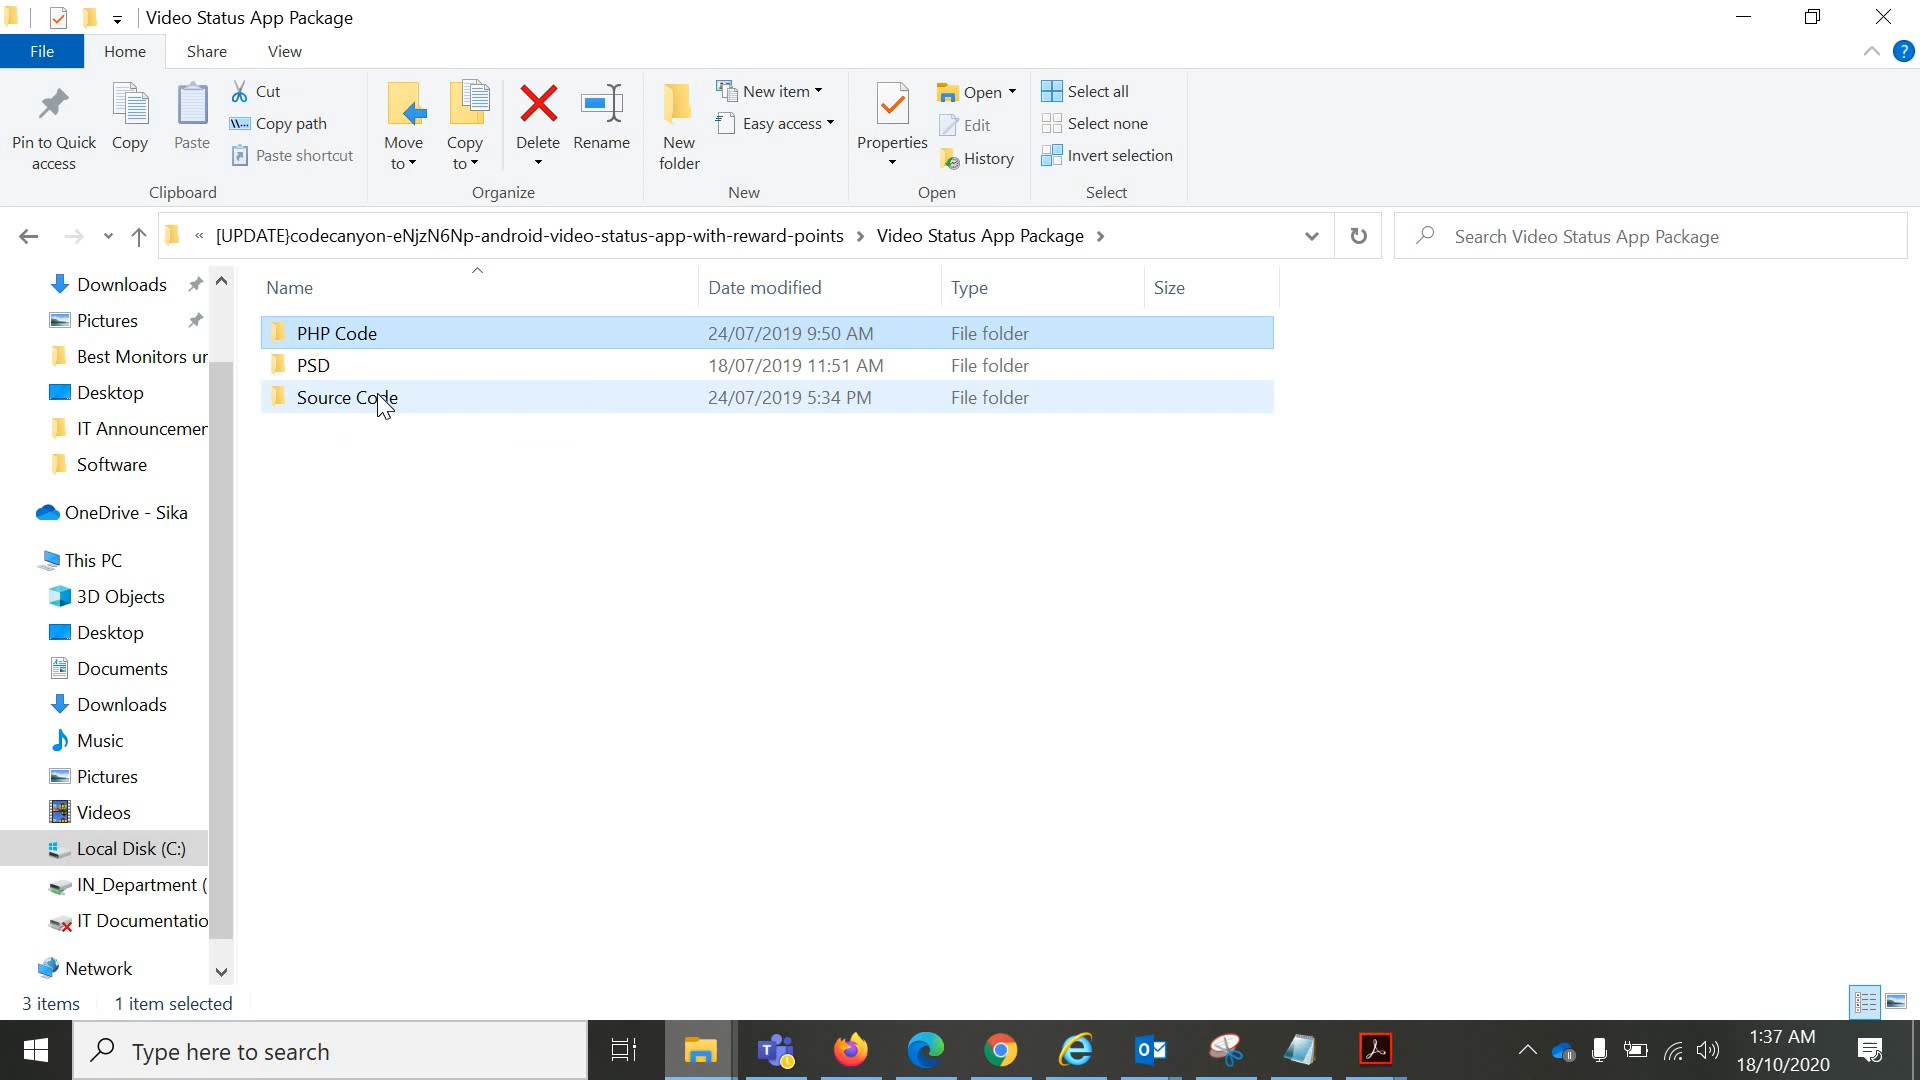 Video Status App Package
File Home Share View
Pin to Quick access
Copy
Paste
Cut
Copy path
Paste shortcut
Clipboard
Move to
Copy to
Delete
Rename
Organize
New folder
New item
Easy access
New
Properties
Open
Edit
History
Open
Select all
Select none
Invert selection
Select
« [UPDATE}codecanyon-eNjzN6Np-android-video-status-app-with-reward-points > Video Status App Package >
Search Video Status App Package
Downloads
Pictures
Best Monitors ur
Desktop
IT Announcemer
Software
OneDrive - Sika
This PC
3D Objects
Desktop
Documents
Downloads
Music
Pictures
Videos
Local Disk (C:)
IN_Department (
IT Documentatio
Network
Name Date modified Type Size
PHP Code 24/07/2019 9:50 AM File folder
PSD 18/07/2019 11:51 AM File folder
Source Code 24/07/2019 5:34 PM File folder
3 items 1 item selected
Type here to search
1:37 AM
18/10/2020